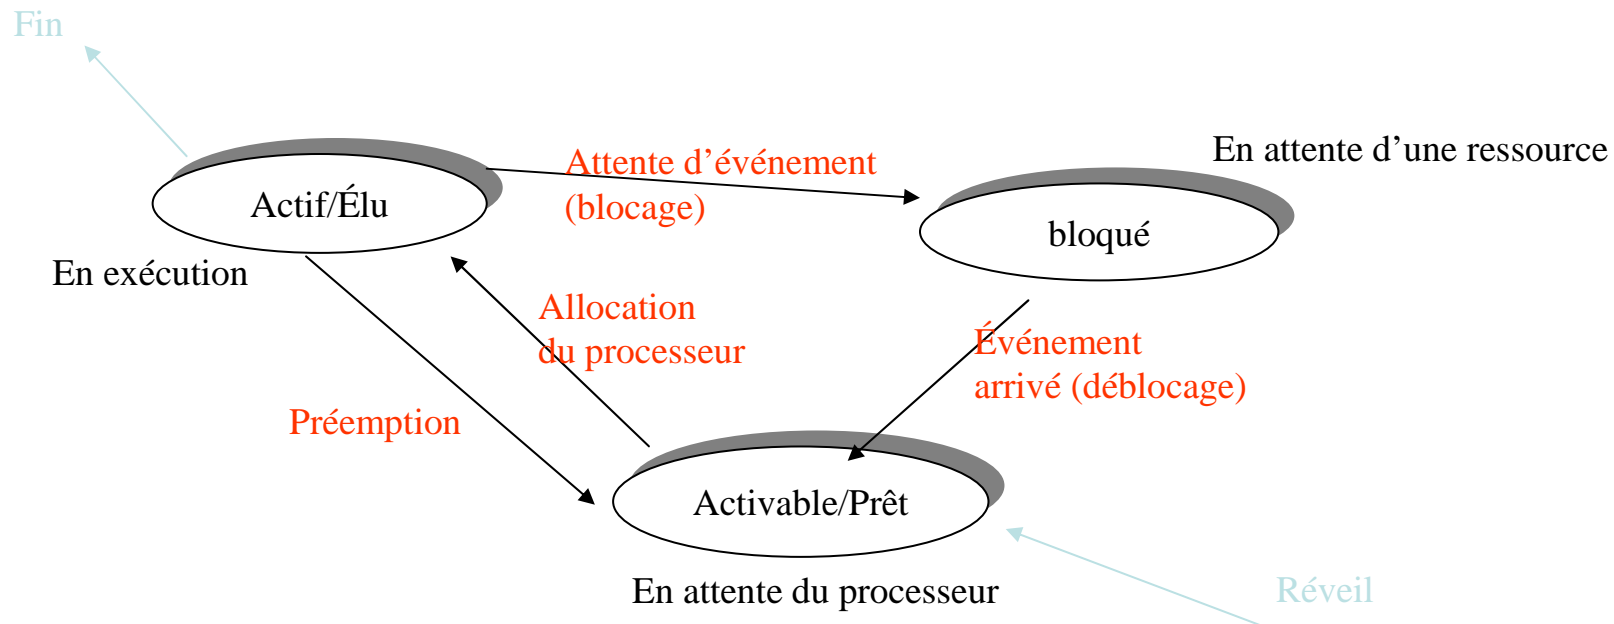 Fin
En attente d’une ressource
Attente d’événement
(blocage)
Actif/Élu
bloqué
En exécution
Allocation
du processeur
Événement
arrivé (déblocage)
Préemption
Activable/Prêt
En attente du processeur
Réveil